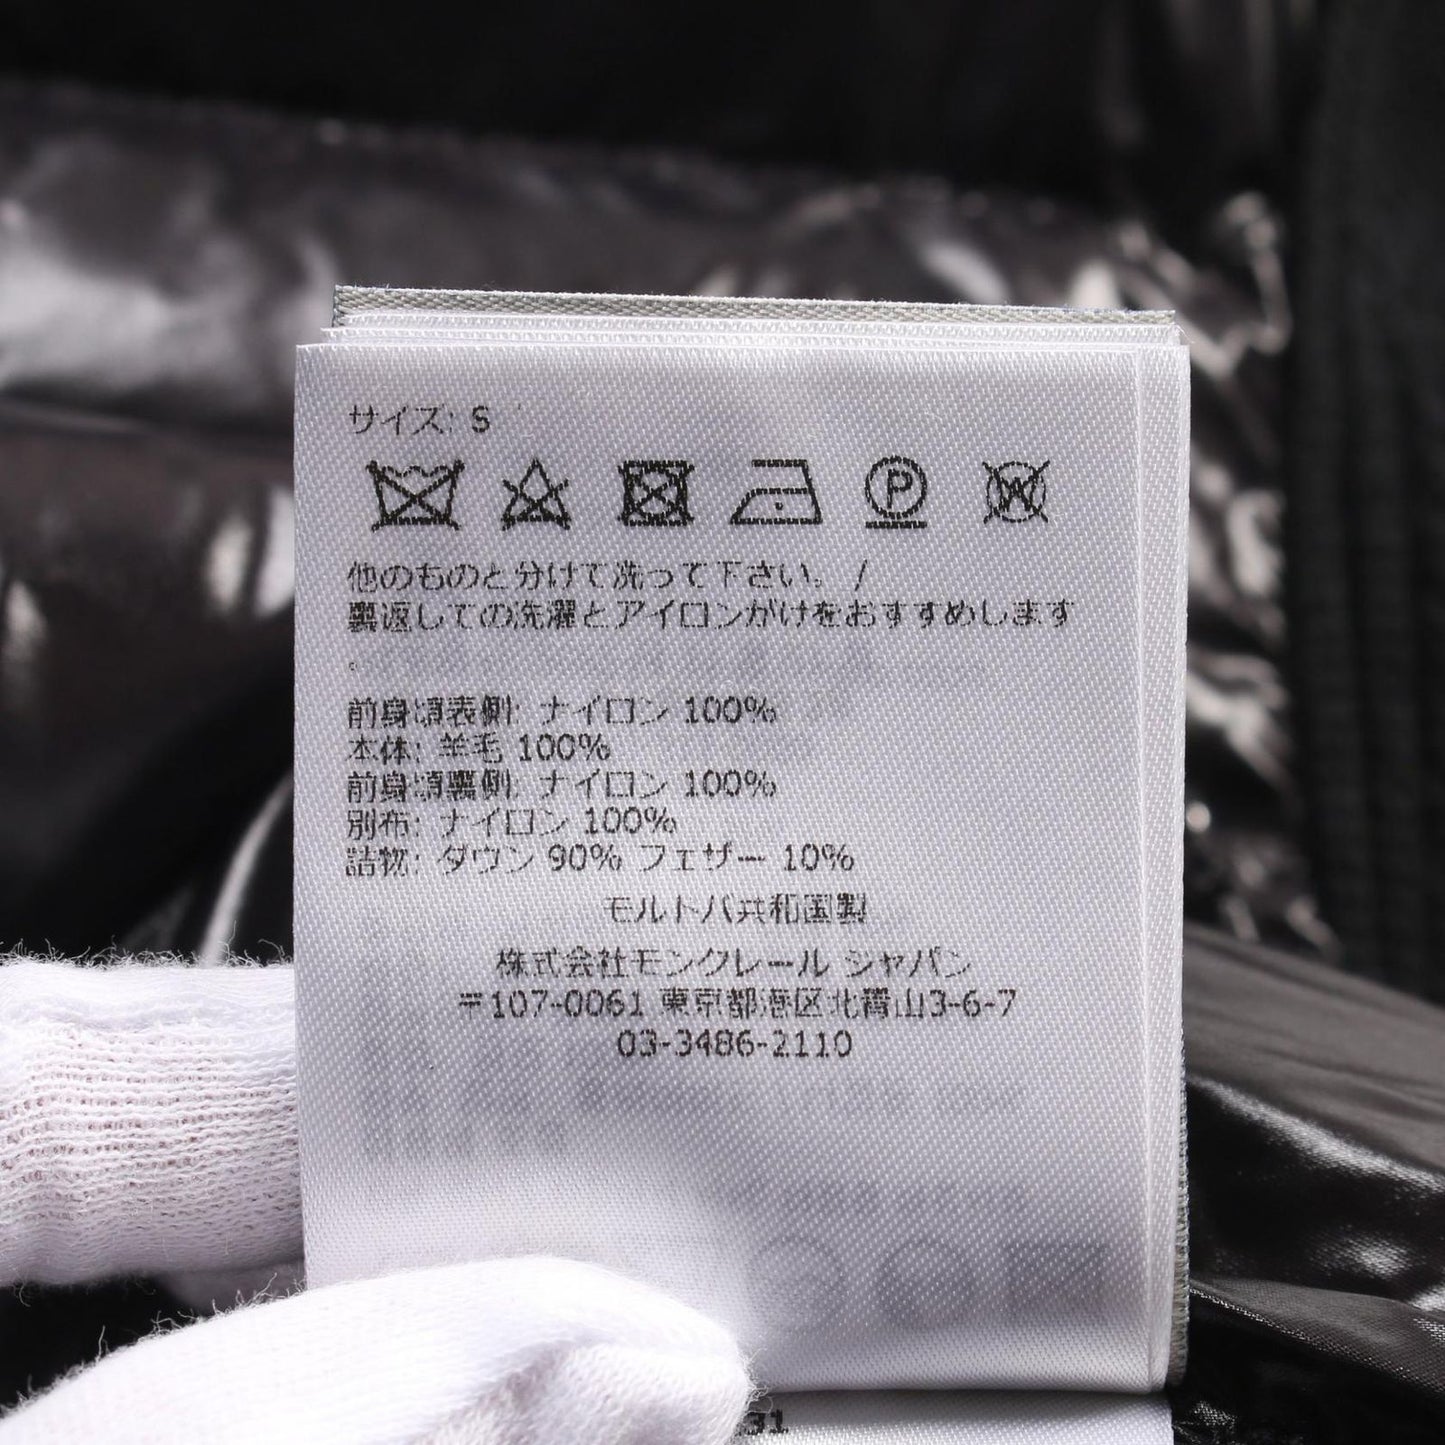 サイズ: S
P W
他のものと分けて洗って下さい。 /
裏返しての洗濯とアイロンがけをおすすめします
。
前身頃表側: ナイロン 100%
本体: 羊毛 100%
前身頃裏側: ナイロン 100%
別布: ナイロン 100%
詰物: ダウン 90% フェザー 10%
モルドバ共和国製
株式会社モンクレール ジャパン
〒107-0061 東京都港区北青山3-6-7
03-3486-2110
31